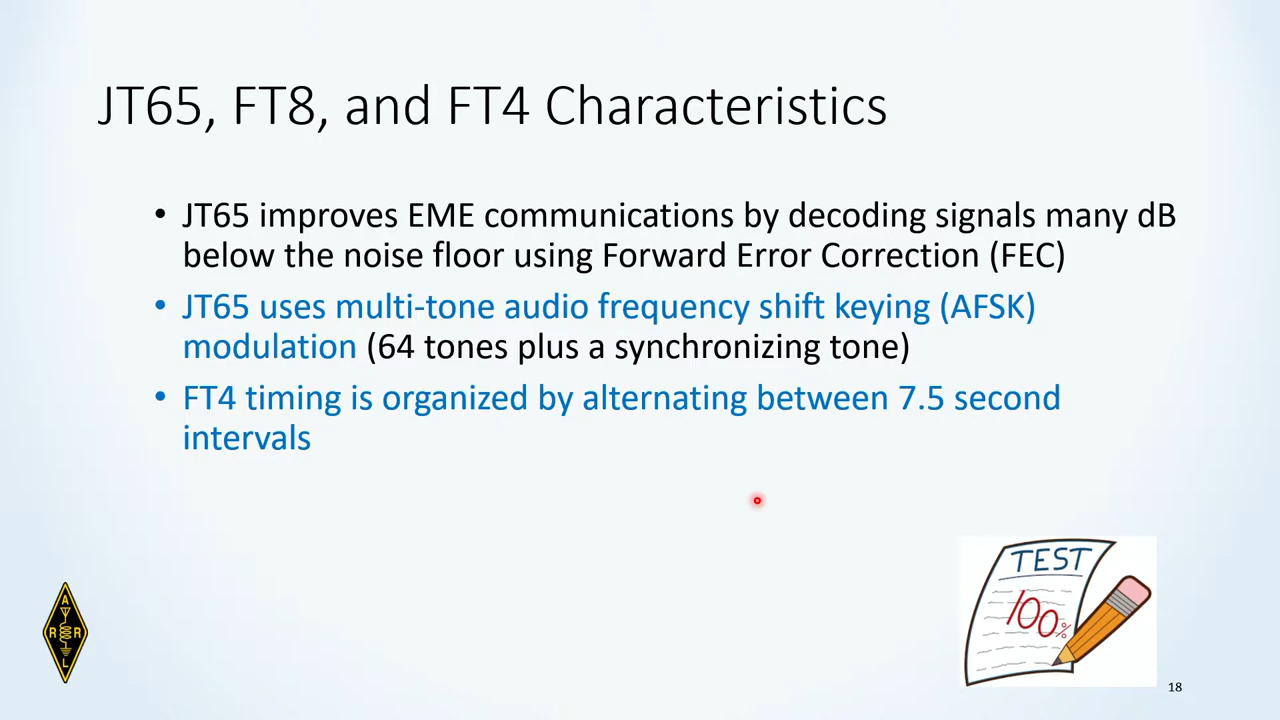 JT65, FT8, and FT4 Characteristics
• JT65 improves EME communications by decoding signals many dB
below the noise floor using Forward Error Correction (FEC)
• JT65 uses multi-tone audio frequency shift keying (AFSK)
modulation (64 tones plus a synchronizing tone)
• FT4 timing is organized by alternating between 7.5 second
intervals
TEST
100%
A
R R
L
18